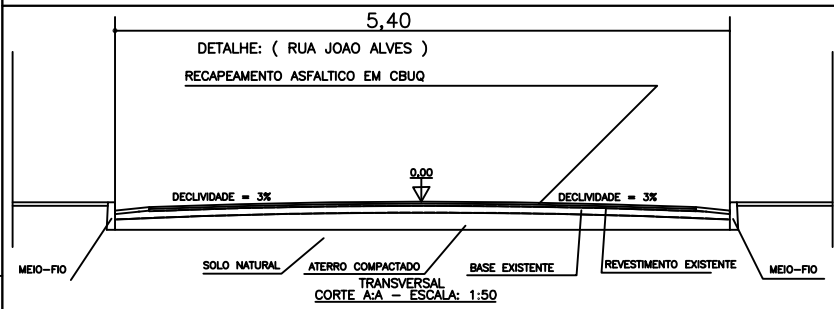 5,40
DETALHE: ( RUA JOAO ALVES )
RECAPEAMENTO ASFALTICO EM CBUQ
0,00
DECLIVIDADE = 3%
DECLIVIDADE = 3%
MEIO-FIO
SOLO NATURAL
ATERRO COMPACTADO
BASE EXISTENTE
REVESTIMENTO EXISTENTE
MEIO-FIO
TRANSVERSAL
CORTE A:A - ESCALA: 1:50